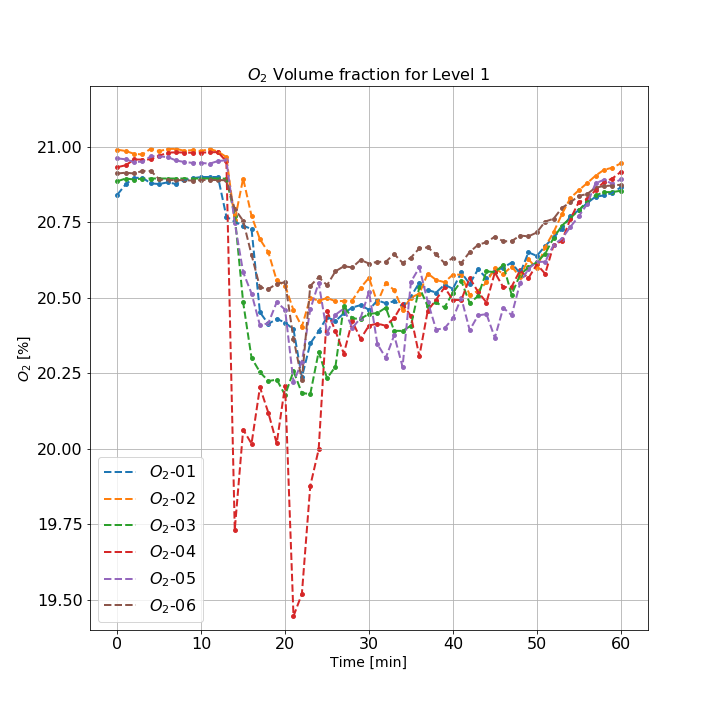 O₂ Volume fraction for Level 1
O₂ [%]
21.00
20.75
20.50
20.25
20.00
19.75
19.50
O₂-01
O₂-02
O₂-03
O₂-04
O₂-05
O₂-06
0 10 20 30 40 50 60
Time [min]